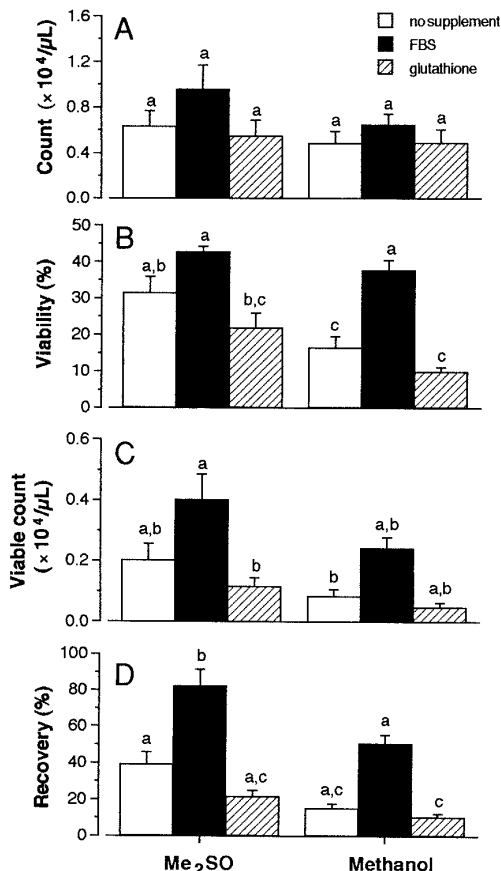 no supplement
FBS
glutathione
A
Count (× 10⁴/μL)
1.6
1.2
0.8
0.4
0.0
a
a
a
a
a
a
B
Viability (%)
50
40
30
20
10
0
a,b
a
b,c
c
a
c
C
Viable count
(× 10⁴/μL)
0.6
0.4
0.2
0.0
a,b
a
b
b
a,b
a,b
D
Recovery (%)
100
80
60
40
20
0
a
b
a,c
a,c
a
c
Me₂SO
Methanol